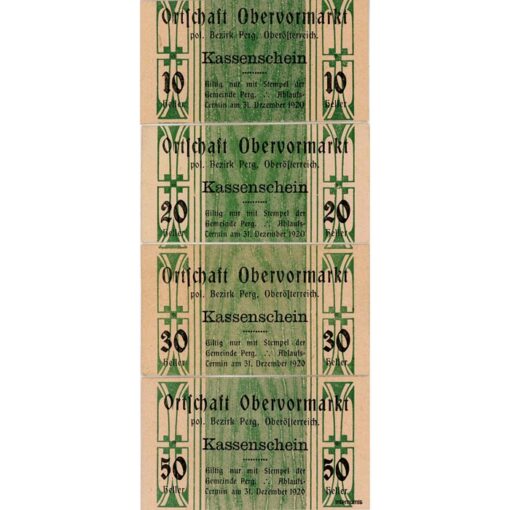 Ortschaft Obervormarkt
pol. Bezirk Perg, Oberösterreich.
Kassenschein
10 10
Heller Heller
Giltig nur mit Stempel der
Gemeinde Perg. ∴ Ablaufs-
Termin am 31. Dezember 1920
Ortschaft Obervormarkt
pol. Bezirk Perg, Oberösterreich.
Kassenschein
20 20
Heller Heller
Giltig nur mit Stempel der
Gemeinde Perg. ∴ Ablaufs-
Termin am 31. Dezember 1920
Ortschaft Obervormarkt
pol. Bezirk Perg, Oberösterreich.
Kassenschein
30 30
Heller Heller
Giltig nur mit Stempel der
Gemeinde Perg. ∴ Ablaufs-
Termin am 31. Dezember 1920
Ortschaft Obervormarkt
pol. Bezirk Perg, Oberösterreich.
Kassenschein
50 50
Heller Heller
Giltig nur mit Stempel der
Gemeinde Perg. ∴ Ablaufs-
Termin am 31. Dezember 1920